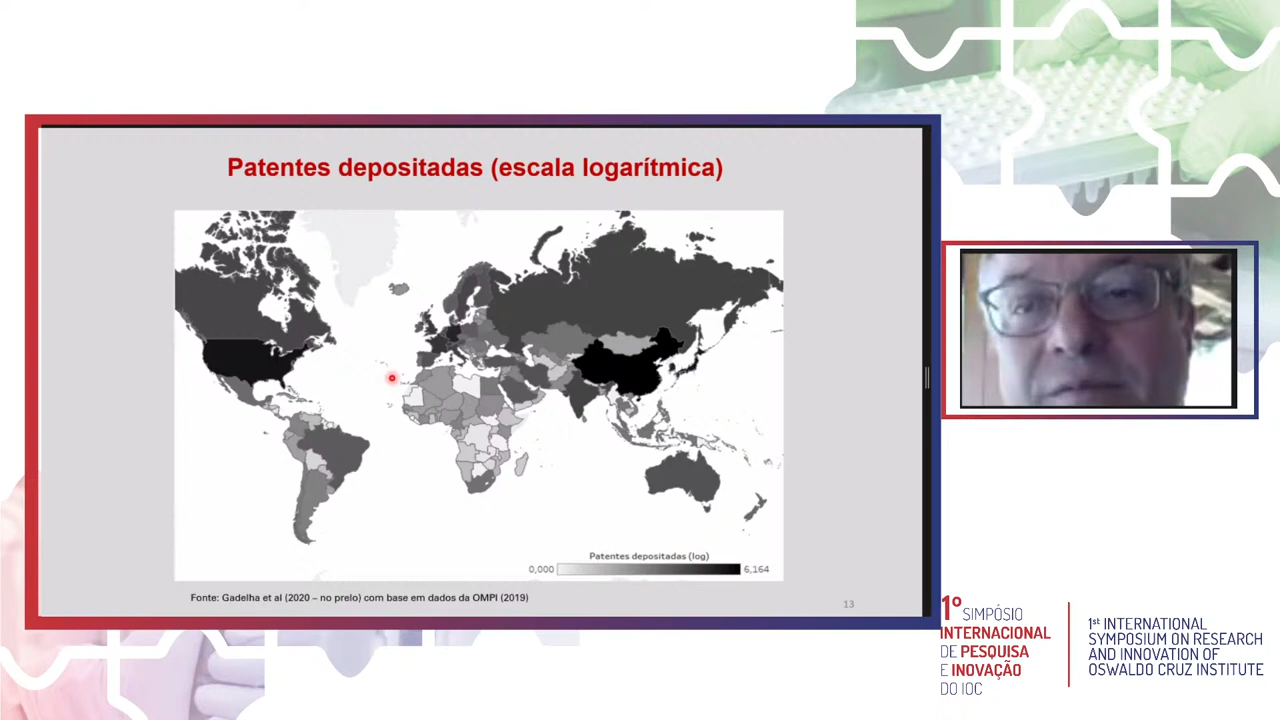 Patentes depositadas (escala logarítmica)
Patentes depositadas (log)
0,000
6,164
Fonte: Gadelha et al (2020 – no prelo) com base em dados da OMPI (2019)
13
1º SIMPÓSIO
INTERNACIONAL
DE PESQUISA
E INOVAÇÃO
DO IOC
1st INTERNATIONAL
SYMPOSIUM ON RESEARCH
AND INNOVATION OF
OSWALDO CRUZ INSTITUTE